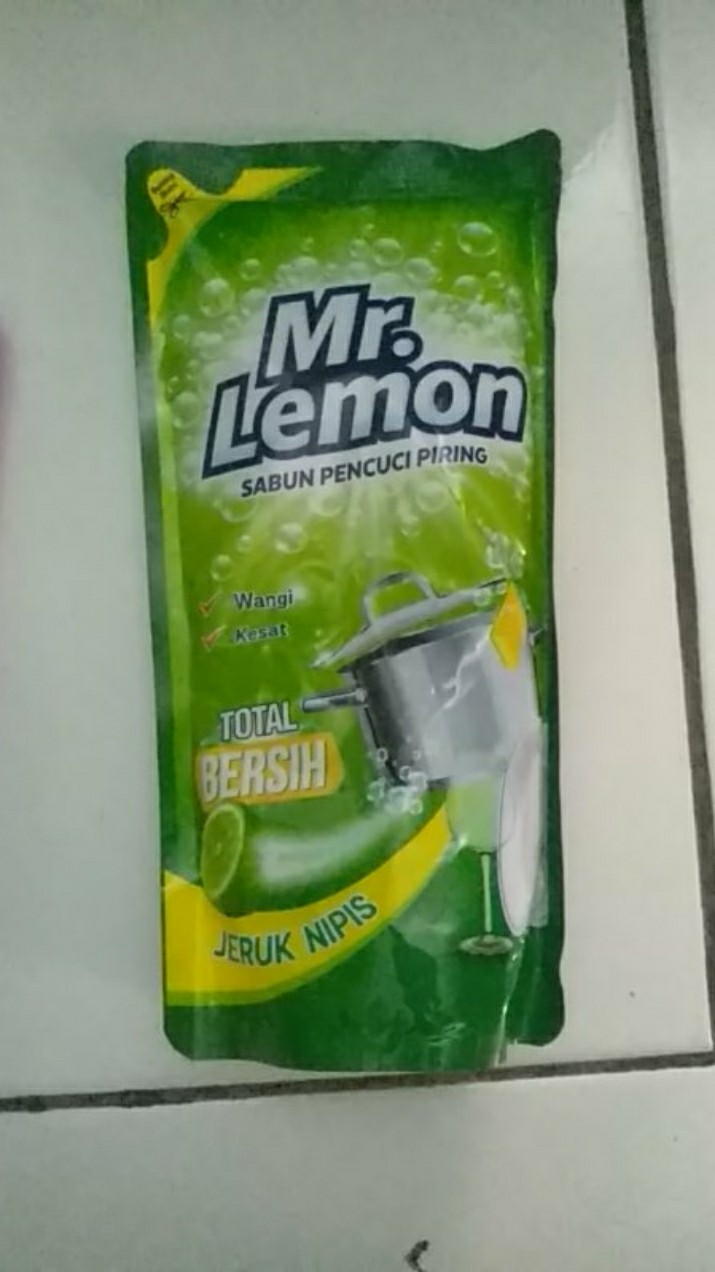 Mr.
Lemon
SABUN PENCUCI PIRING
Wangi
Kesat
TOTAL
BERSIH
JERUK NIPIS